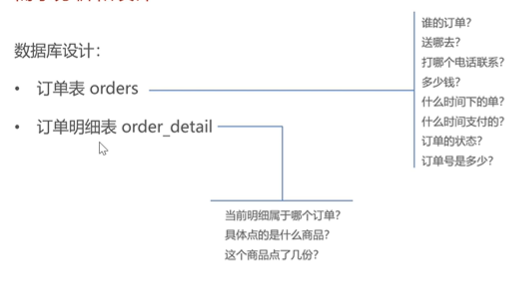 数据库设计：
• 订单表 orders
• 订单明细表 order_detail
谁的订单？
送哪去？
打哪个电话联系？
多少钱？
什么时间下的单？
什么时间支付的？
订单的状态？
订单号是多少？
当前明细属于哪个订单？
具体点的是什么商品？
这个商品点了几份？